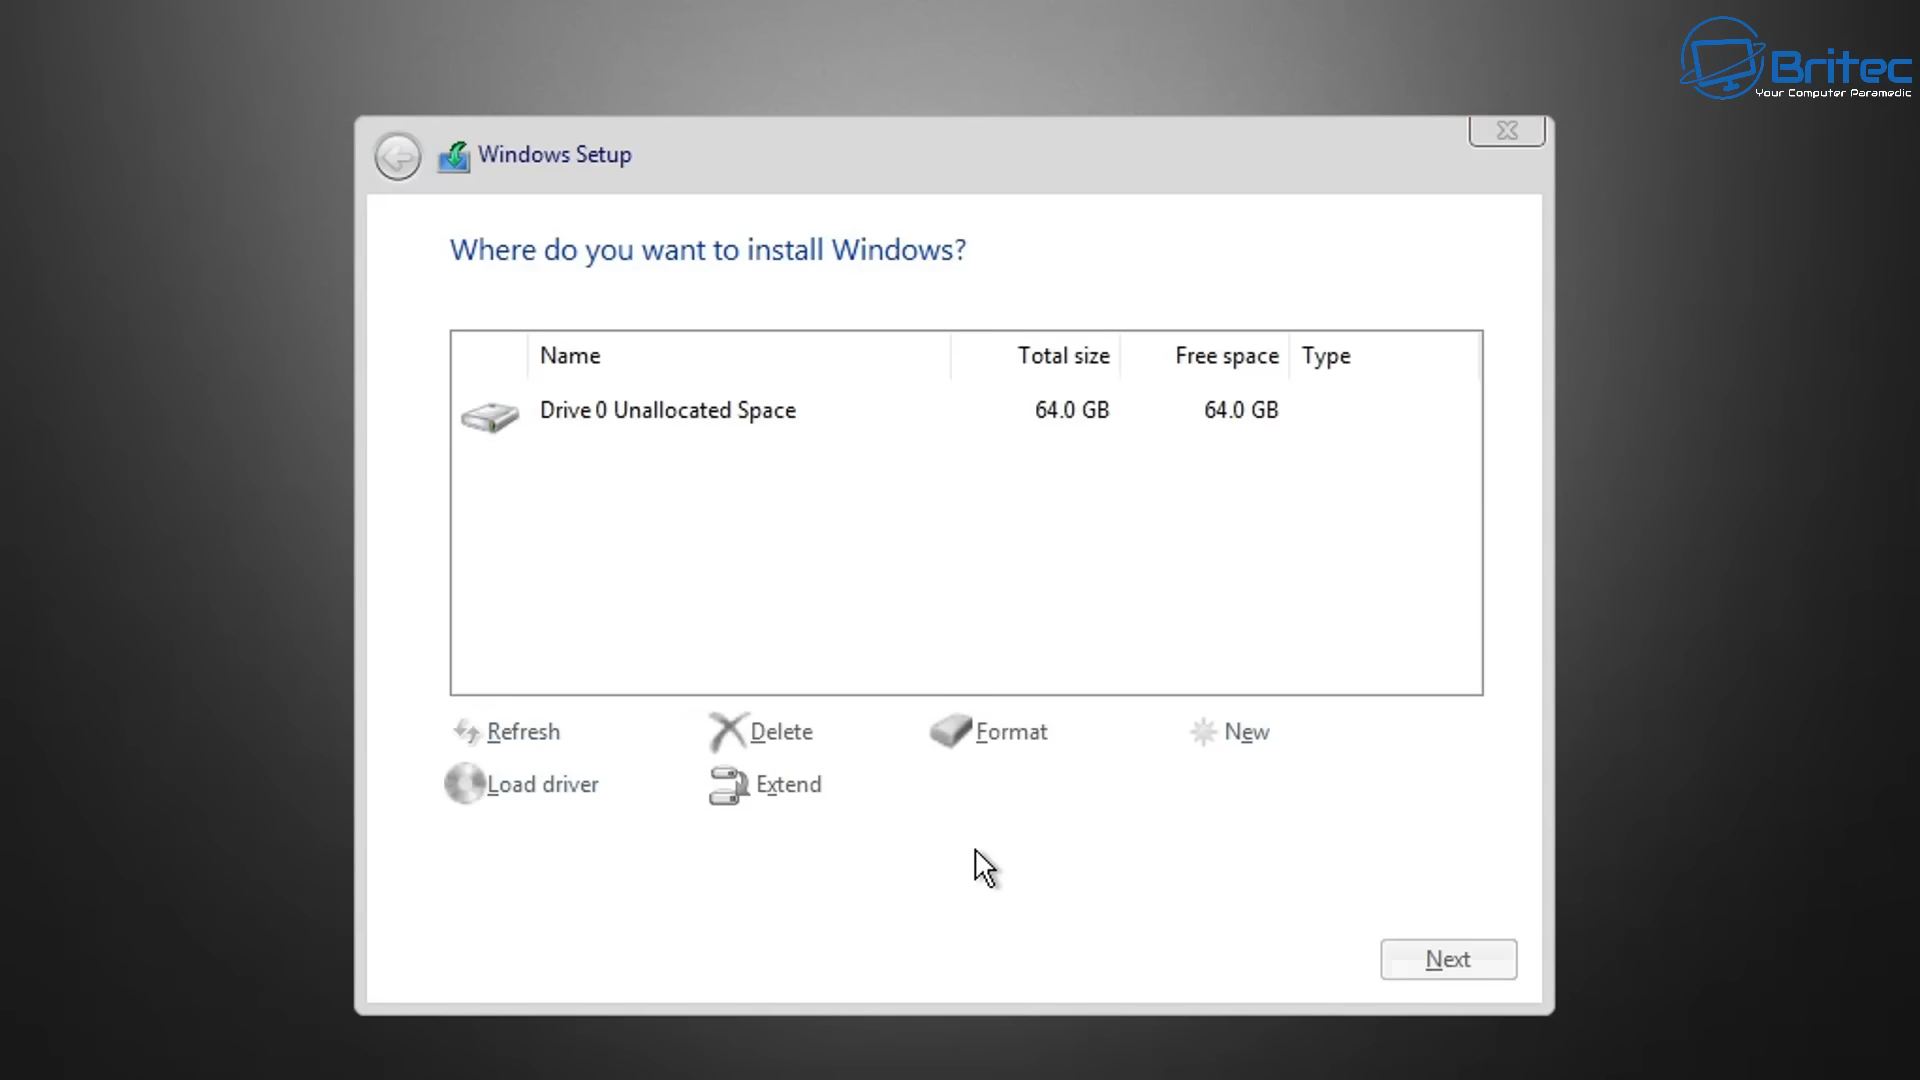 Britec
Your Computer Paramedic
Windows Setup
Where do you want to install Windows?
Name Total size Free space Type
Drive 0 Unallocated Space 64.0 GB 64.0 GB
Refresh Delete Format New
Load driver Extend
Next